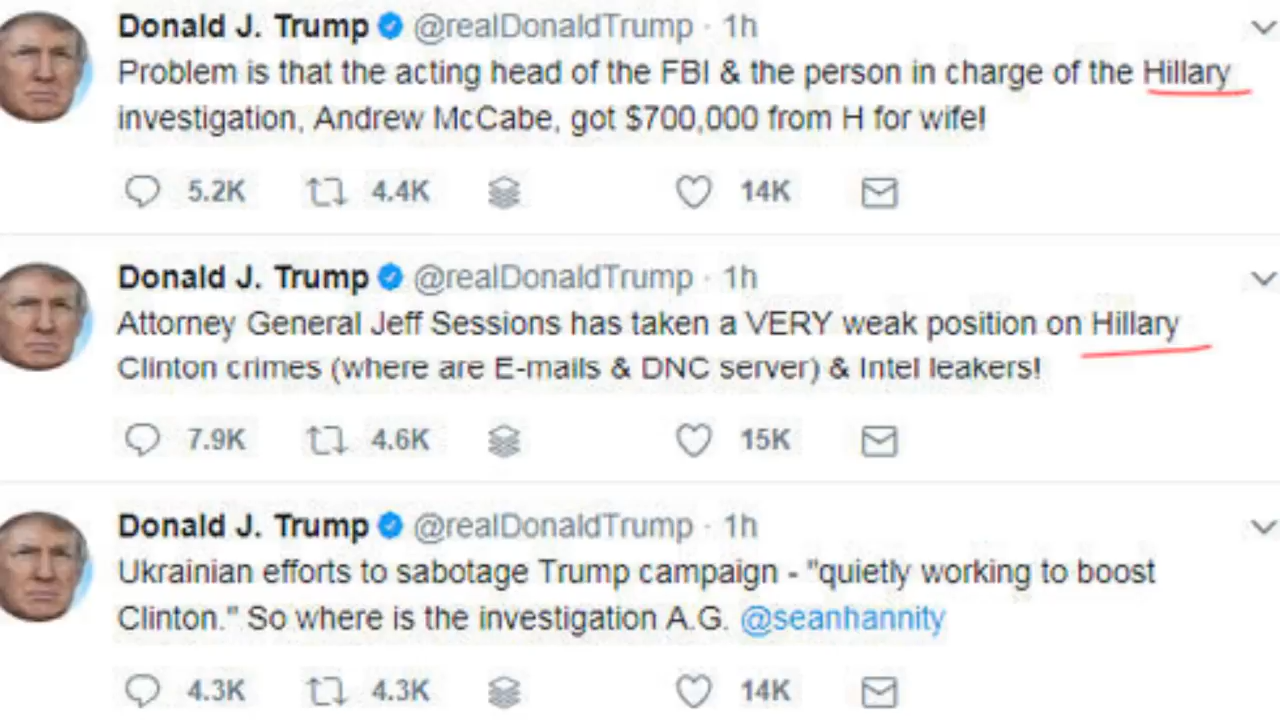 Donald J. Trump @realDonaldTrump · 1h
Problem is that the acting head of the FBI & the person in charge of the Hillary
investigation, Andrew McCabe, got $700,000 from H for wife!
5.2K 4.4K 14K
Donald J. Trump @realDonaldTrump · 1h
Attorney General Jeff Sessions has taken a VERY weak position on Hillary
Clinton crimes (where are E-mails & DNC server) & Intel leakers!
7.9K 4.6K 15K
Donald J. Trump @realDonaldTrump · 1h
Ukrainian efforts to sabotage Trump campaign - "quietly working to boost
Clinton." So where is the investigation A.G. @seanhannity
4.3K 4.3K 14K